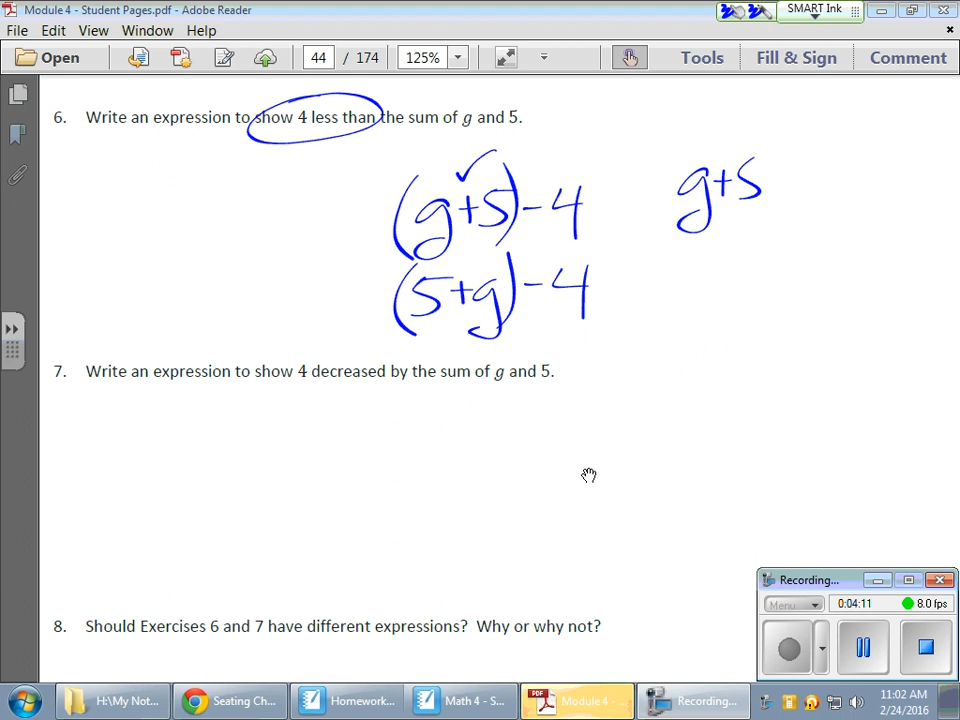 Module 4 - Student Pages.pdf - Adobe Reader
SMART Ink
File Edit View Window Help
Open 44 / 174 125% Tools Fill & Sign Comment
6. Write an expression to show 4 less than the sum of g and 5.
(g+5)-4
g+5
(5+g)-4
7. Write an expression to show 4 decreased by the sum of g and 5.
8. Should Exercises 6 and 7 have different expressions? Why or why not?
Recording...
Menu 0:04:11 8.0 fps
H:\My Not... Seating Ch... Homework... Math 4 - S... PDF Module 4 - ... Recording...
11:02 AM
2/24/2016